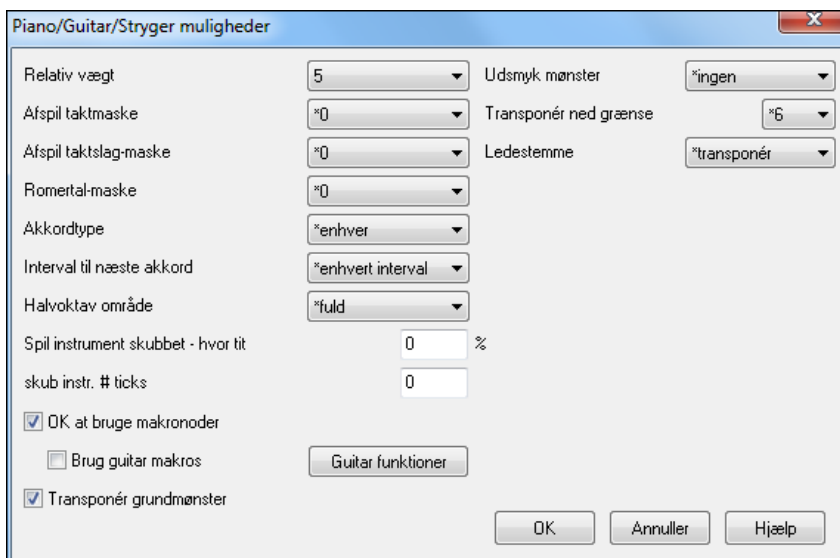 Piano/Guitar/Stryger muligheder
Relativ vægt 5
Afspil taktmaske *0
Afspil taktslag-maske *0
Romertal-maske *0
Akkordtype *enhver
Interval til næste akkord *enhvert interval
Halvoktav område *fuld
Spil instrument skubbet - hvor tit 0 %
skub instr. # ticks 0
OK at bruge makronoder
Brug guitar makros Guitar funktioner
Transponér grundmønster
Udsmyk mønster *ingen
Transponér ned grænse *6
Ledestemme *transponér
OK Annuller Hjælp